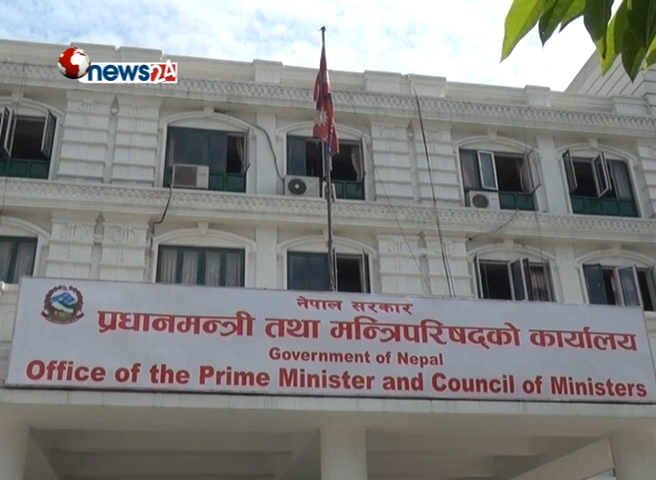 news24
नेपाल सरकार
प्रधानमन्त्री तथा मन्त्रिपरिषद्को कार्यालय
Government of Nepal
Office of the Prime Minister and Council of Ministers